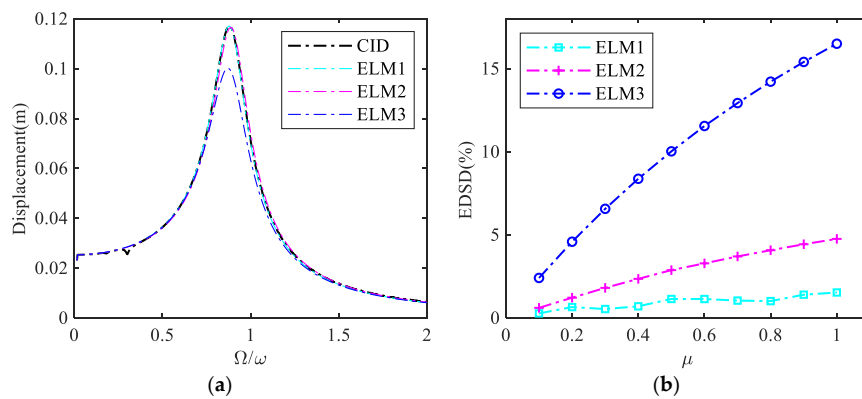 0.12
0.1
0.08
0.06
0.04
0.02
0
Displacement(m)
CID
ELM1
ELM2
ELM3
0
0.5
1
1.5
2
Ω/ω
(a)
15
10
5
0
EDSD(%)
ELM1
ELM2
ELM3
0
0.2
0.4
0.6
0.8
1
μ
(b)